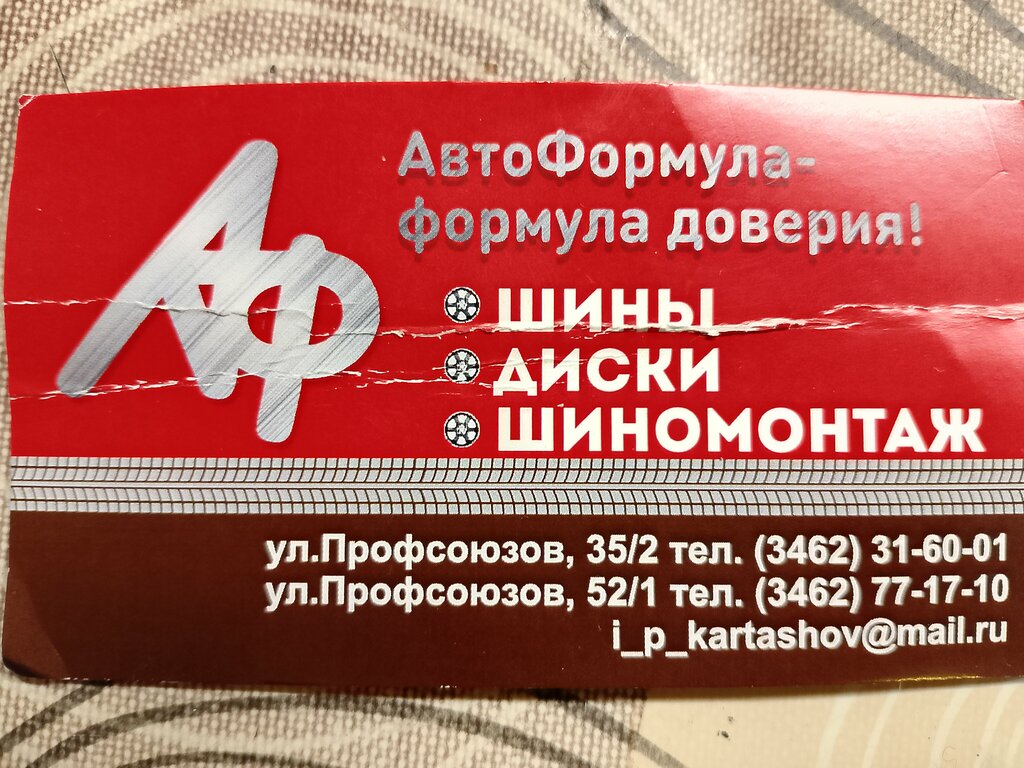 АФ
АвтоФормула-
формула доверия!
ШИНЫ
ДИСКИ
ШИНОМОНТАЖ
ул.Профсоюзов, 35/2 тел. (3462) 31-60-01
ул.Профсоюзов, 52/1 тел. (3462) 77-17-10
i_p_kartashov@mail.ru